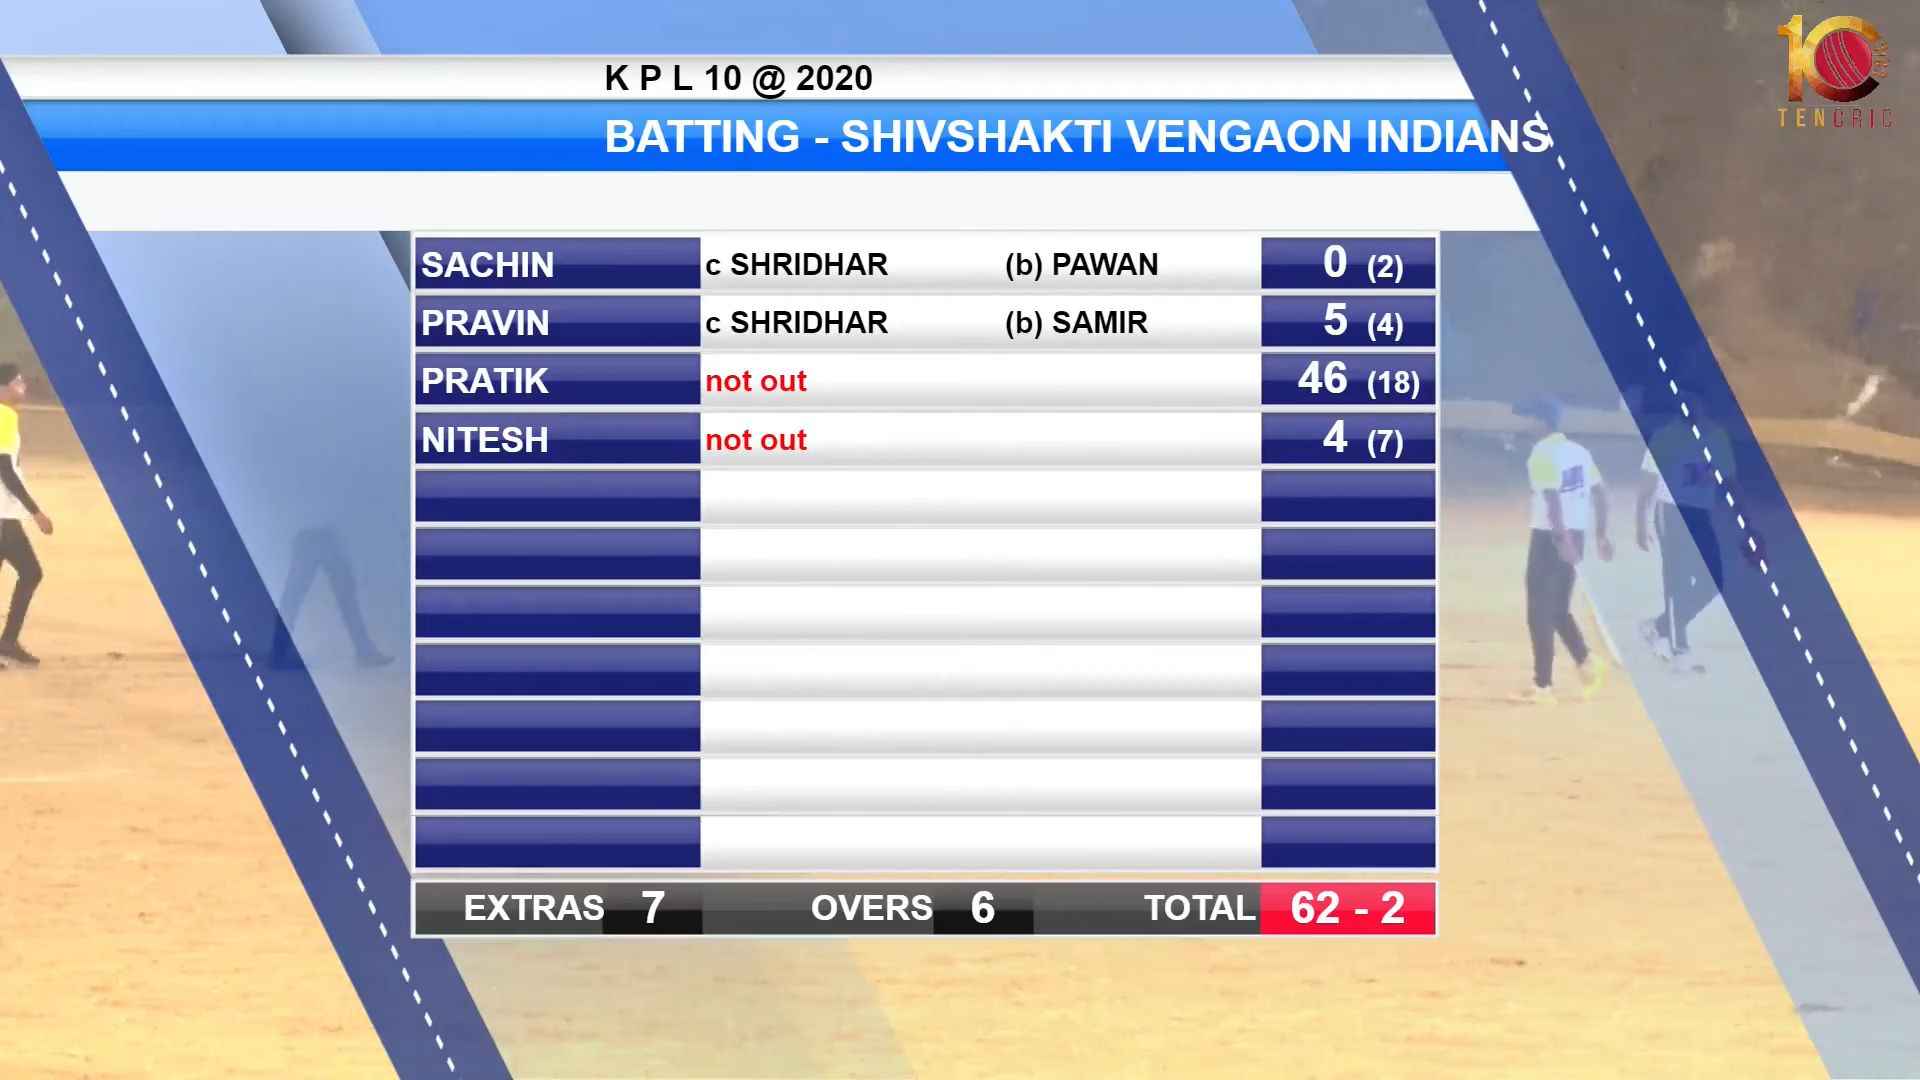 K P L 10 @ 2020
BATTING - SHIVSHAKTI VENGAON INDIANS
SACHIN c SHRIDHAR (b) PAWAN 0 (2)
PRAVIN c SHRIDHAR (b) SAMIR 5 (4)
PRATIK not out 46 (18)
NITESH not out 4 (7)
EXTRAS 7 OVERS 6 TOTAL 62 - 2
10
TENCRIC